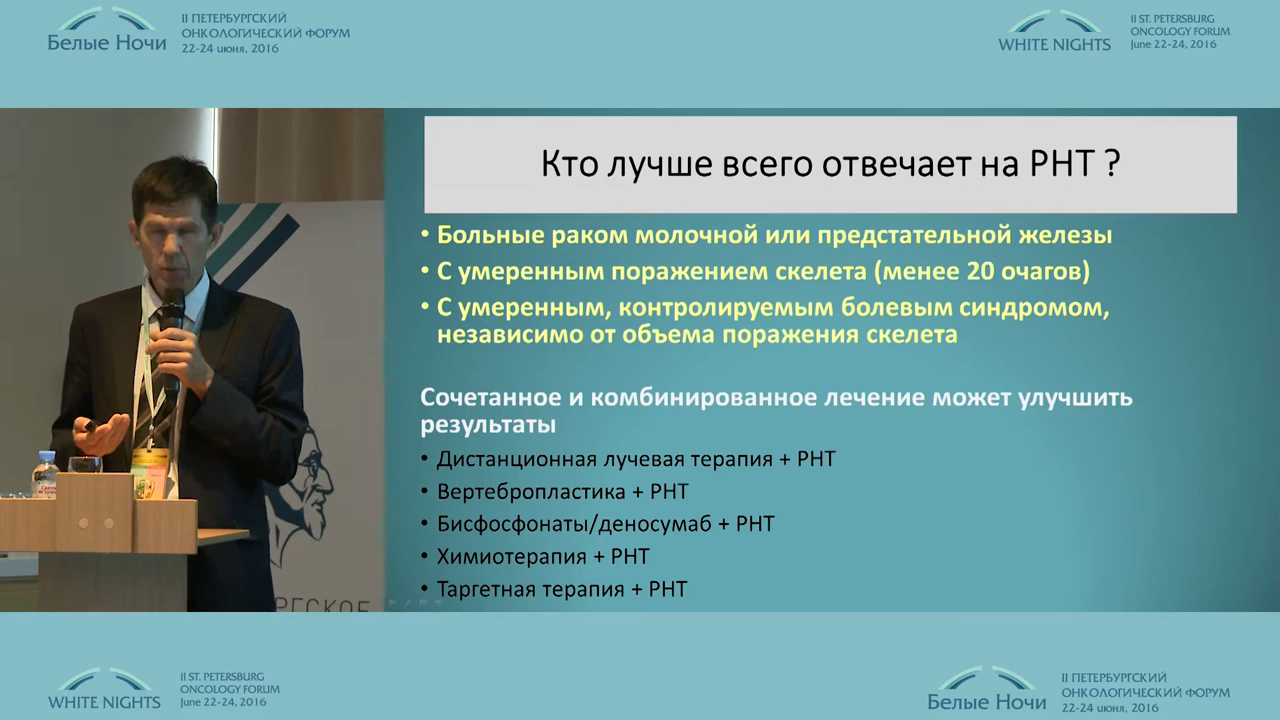 Белые Ночи
II ПЕТЕРБУРГСКИЙ
ОНКОЛОГИЧЕСКИЙ ФОРУМ
22-24 июня, 2016
WHITE NIGHTS
II ST. PETERSBURG
ONCOLOGY FORUM
June 22-24, 2016
Кто лучше всего отвечает на РНТ ?
• Больные раком молочной или предстательной железы
• С умеренным поражением скелета (менее 20 очагов)
• С умеренным, контролируемым болевым синдромом,
независимо от объема поражения скелета
Сочетанное и комбинированное лечение может улучшить
результаты
• Дистанционная лучевая терапия + РНТ
• Вертебропластика + РНТ
• Бисфосфонаты/деносумаб + РНТ
• Химиотерапия + РНТ
• Таргетная терапия + РНТ
WHITE NIGHTS
II ST. PETERSBURG
ONCOLOGY FORUM
June 22-24, 2016
Белые Ночи
II ПЕТЕРБУРГСКИЙ
ОНКОЛОГИЧЕСКИЙ ФОРУМ
22-24 июня, 2016